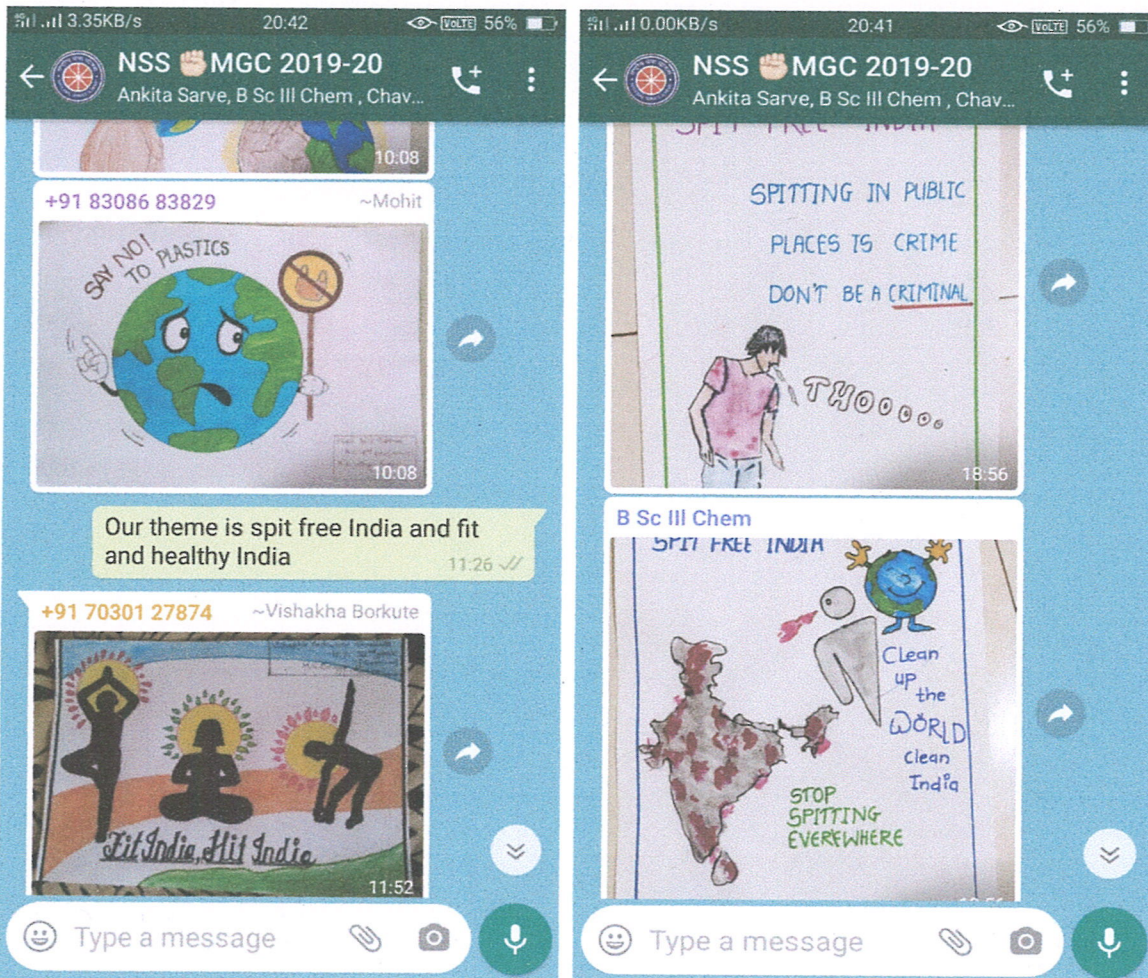 3.35KB/s 20:42 VoLTE 56%
NSS ✊🏻MGC 2019-20
Ankita Sarve, B Sc III Chem , Chav...
10:08
+91 83086 83829 ~Mohit
SAY NO!
TO PLASTICS
10:08
Our theme is spit free India and fit
and healthy India
11:26
+91 70301 27874 ~Vishakha Borkute
Fit India, Hit India
11:52
Type a message
0.00KB/s 20:41 VoLTE 56%
NSS ✊🏻MGC 2019-20
Ankita Sarve, B Sc III Chem , Chav...
SPIT FREE INDIA
SPITTING IN PUBLIC
PLACES IS CRIME
DON'T BE A CRIMINAL
THOOOO..
18:56
B Sc III Chem
SPIT FREE INDIA
Clean
up
the
WORLD
clean
India
STOP
SPITTING
EVEREWHERE
Type a message